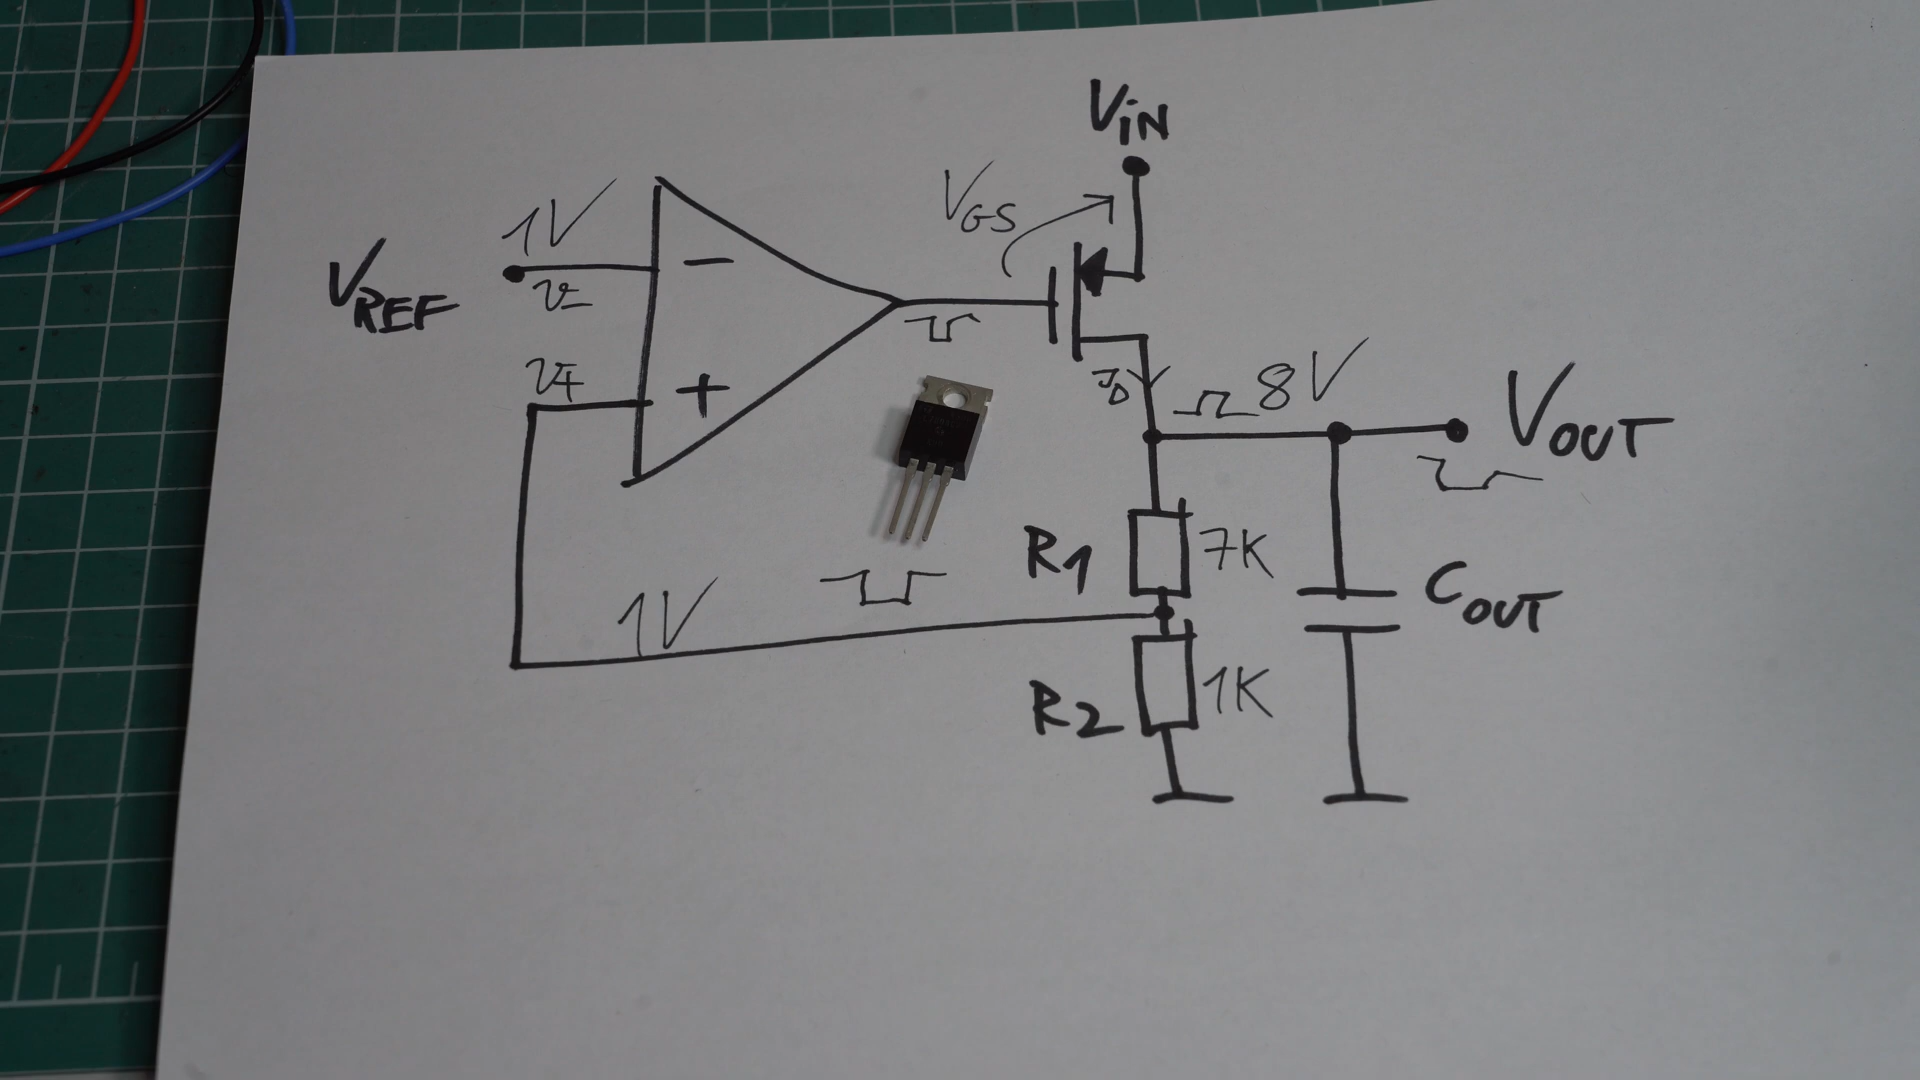 VIN
VGS
1V
VREF
V-
−
V+
+
ID
8V
VOUT
R1
7K
COUT
1V
R2
1K